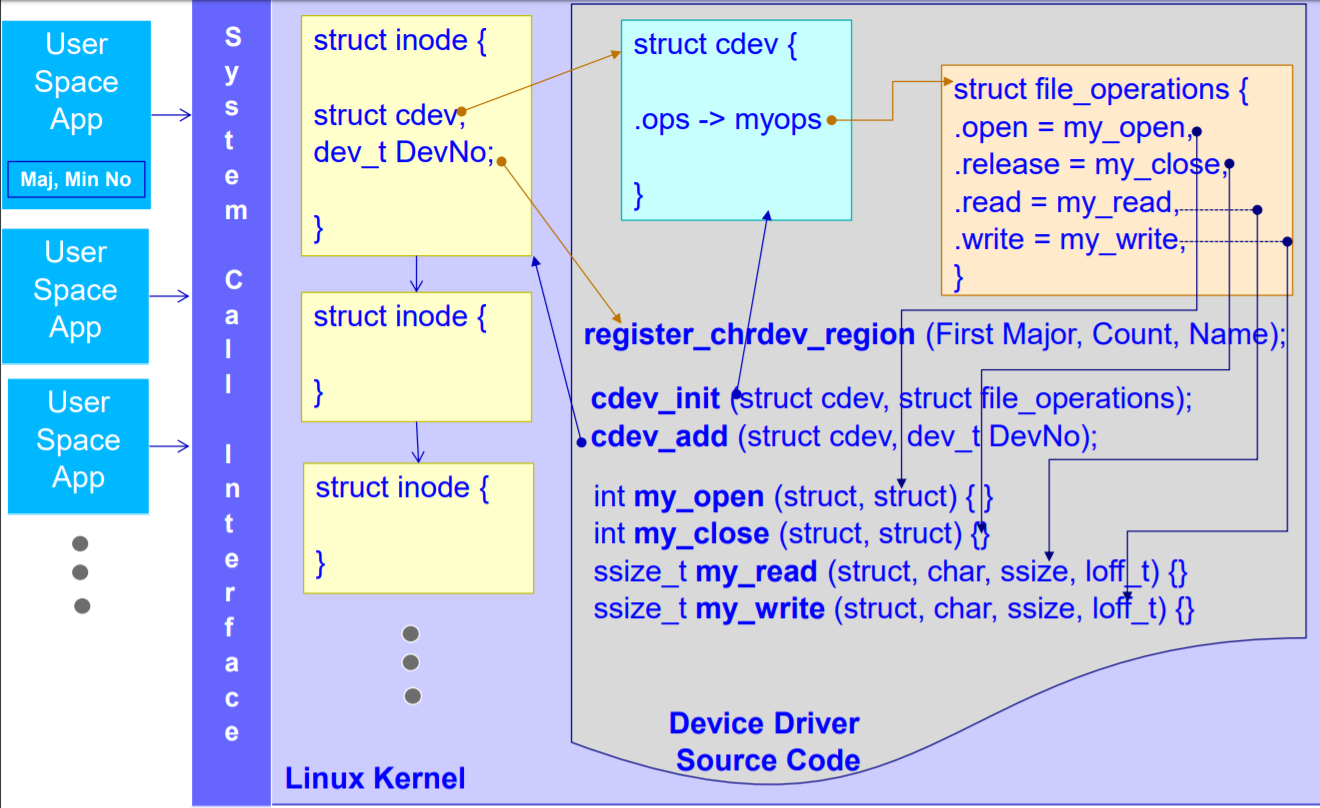 User
Space
App
Maj, Min No
User
Space
App
User
Space
App
System Call Interface
struct inode {
struct cdev,
dev_t DevNo;
}
struct inode {
}
struct inode {
}
Linux Kernel
struct cdev {
.ops -> myops
}
struct file_operations {
.open = my_open,
.release = my_close,
.read = my_read,
.write = my_write,
}
register_chrdev_region (First Major, Count, Name);
cdev_init (struct cdev, struct file_operations);
cdev_add (struct cdev, dev_t DevNo);
int my_open (struct, struct) { }
int my_close (struct, struct) {}
ssize_t my_read (struct, char, ssize, loff_t) {}
ssize_t my_write (struct, char, ssize, loff_t) {}
Device Driver
Source Code